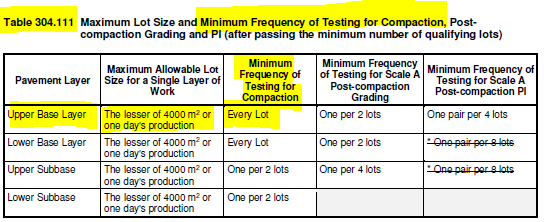 Table 304.111 Maximum Lot Size and Minimum Frequency of Testing for Compaction, Post-
compaction Grading and PI (after passing the minimum number of qualifying lots)
Pavement Layer
Maximum Allowable Lot
Size for a Single Layer of
Work
Minimum
Frequency of
Testing for
Compaction
Minimum Frequency
of Testing for Scale A
Post-compaction
Grading
Minimum Frequency of
Testing for Scale A
Post-compaction PI
Upper Base Layer
The lesser of 4000 m² or
one day's production
Every Lot
One per 2 lots
One pair per 4 lots
Lower Base Layer
The lesser of 4000 m² or
one day's production
Every Lot
One per 2 lots
* One pair per 8 lots
Upper Subbase
The lesser of 4000 m² or
one day's production
One per 2 lots
One per 4 lots
* One pair per 8 lots
Lower Subbase
The lesser of 4000 m² or
one day's production
One per 2 lots